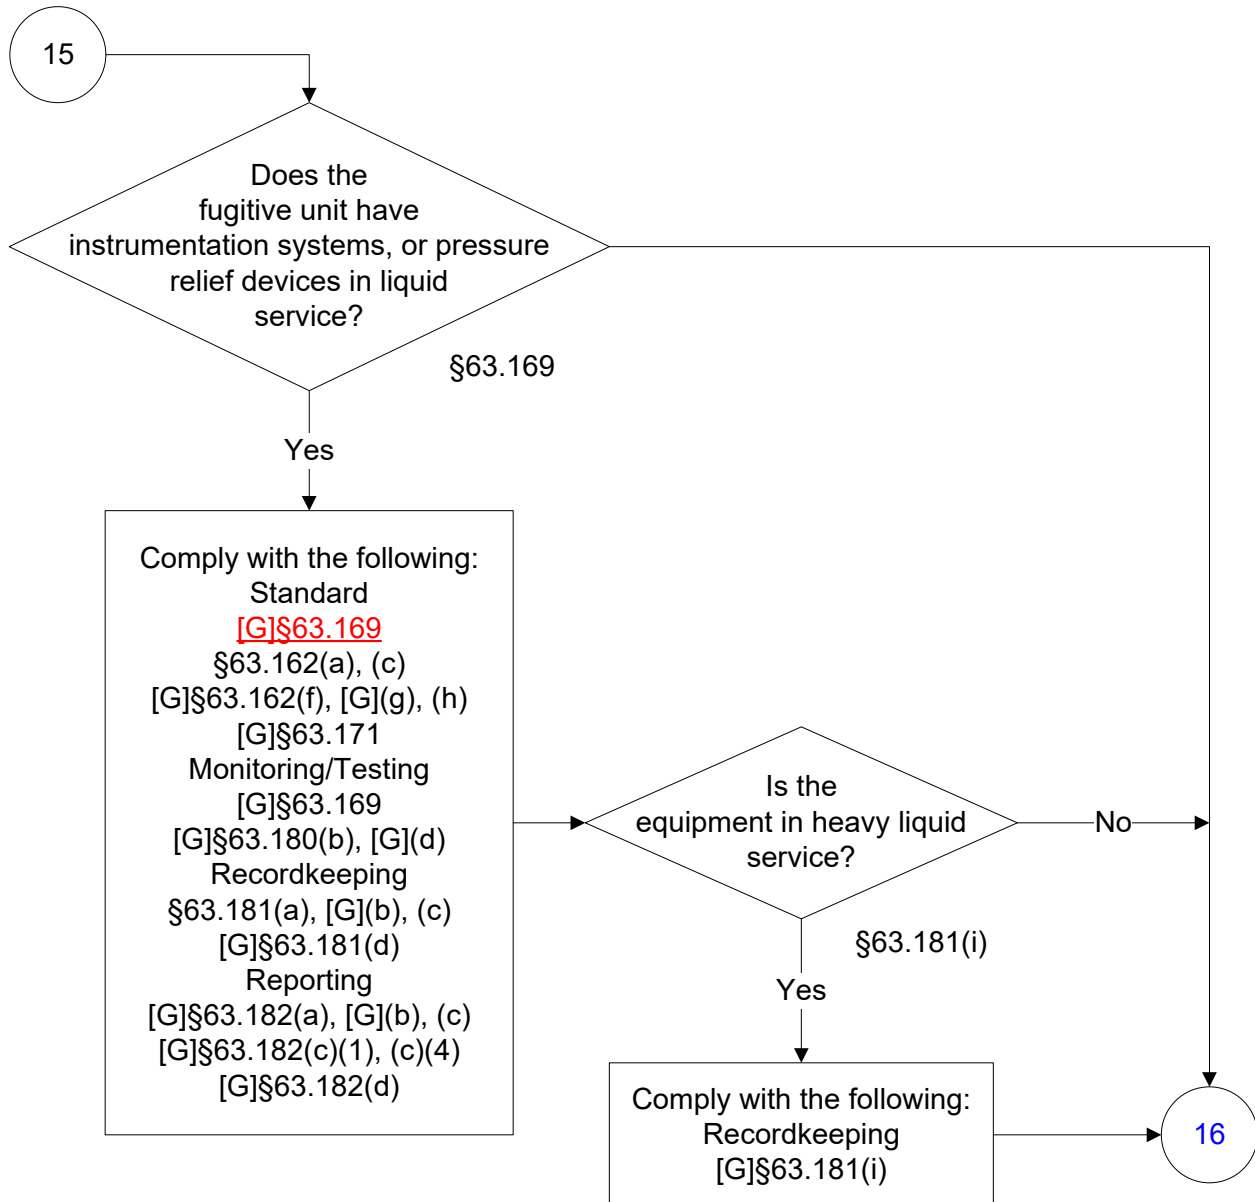 15
Does the
fugitive unit have
instrumentation systems, or pressure
relief devices in liquid
service?
§63.169
Yes
Comply with the following:
Standard
[G]§63.169
§63.162(a), (c)
[G]§63.162(f), [G](g), (h)
[G]§63.171
Monitoring/Testing
[G]§63.169
[G]§63.180(b), [G](d)
Recordkeeping
§63.181(a), [G](b), (c)
[G]§63.181(d)
Reporting
[G]§63.182(a), [G](b), (c)
[G]§63.182(c)(1), (c)(4)
[G]§63.182(d)
Is the
equipment in heavy liquid
service?
No
§63.181(i)
Yes
Comply with the following:
Recordkeeping
[G]§63.181(i)
16